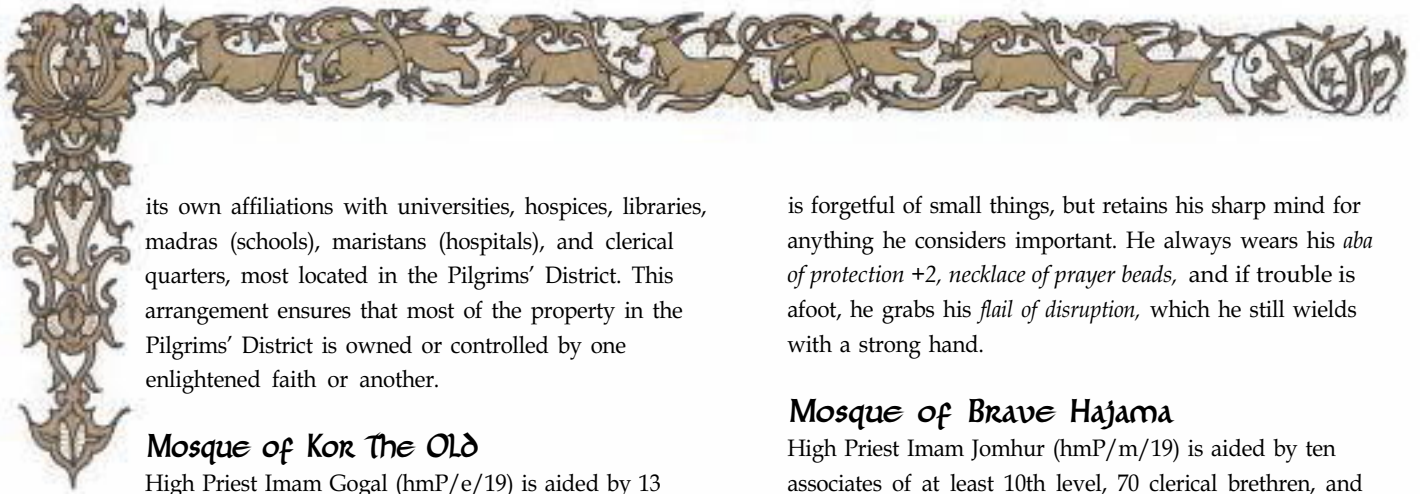 its own affiliations with universities, hospices, libraries,
madras (schools), maristans (hospitals), and clerical
quarters, most located in the Pilgrims' District. This
arrangement ensures that most of the property in the
Pilgrims' District is owned or controlled by one
enlightened faith or another.
Mosque of Kor The Old
High Priest Imam Gogal (hmP/e/19) is aided by 13
is forgetful of small things, but retains his sharp mind for
anything he considers important. He always wears his aba
of protection +2, necklace of prayer beads, and if trouble is
afoot, he grabs his flail of disruption, which he still wields
with a strong hand.
Mosque of Brave Hajama
High Priest Imam Jomhur (hmP/m/19) is aided by ten
associates of at least 10th level, 70 clerical brethren, and